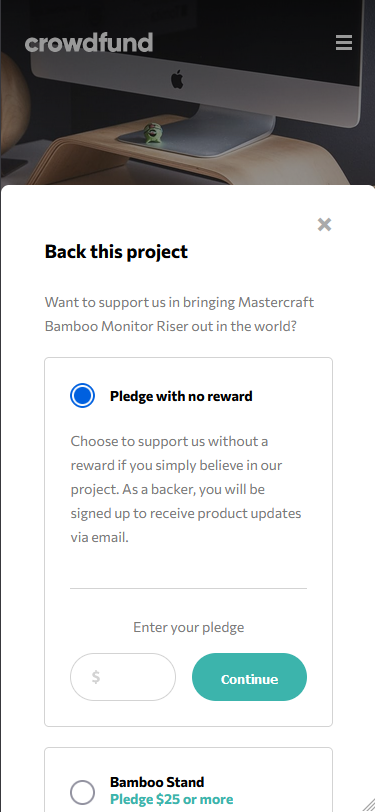 crowdfund
Back this project
Want to support us in bringing Mastercraft
Bamboo Monitor Riser out in the world?
Pledge with no reward
Choose to support us without a
reward if you simply believe in our
project. As a backer, you will be
signed up to receive product updates
via email.
Enter your pledge
$ Continue
Bamboo Stand
Pledge $25 or more